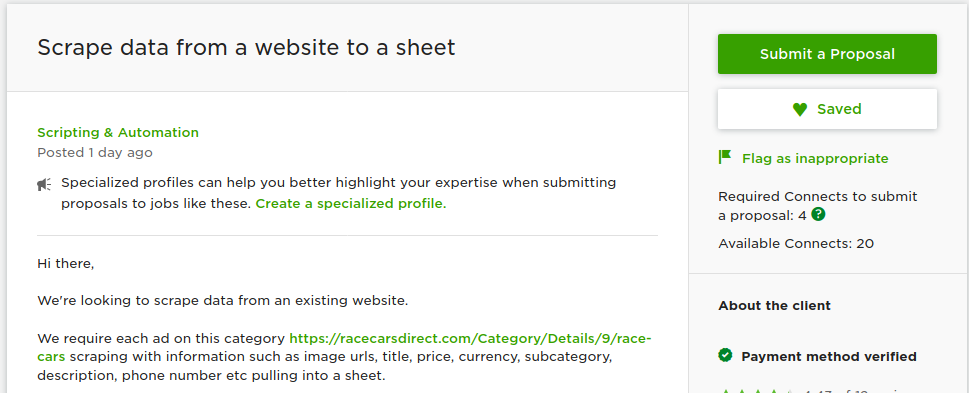 Scrape data from a website to a sheet
Scripting & Automation
Posted 1 day ago
Specialized profiles can help you better highlight your expertise when submitting
proposals to jobs like these. Create a specialized profile.
Hi there,
We're looking to scrape data from an existing website.
We require each ad on this category https://racecarsdirect.com/Category/Details/9/race-
cars scraping with information such as image urls, title, price, currency, subcategory,
description, phone number etc pulling into a sheet.
Submit a Proposal
Saved
Flag as inappropriate
Required Connects to submit
a proposal: 4
Available Connects: 20
About the client
Payment method verified